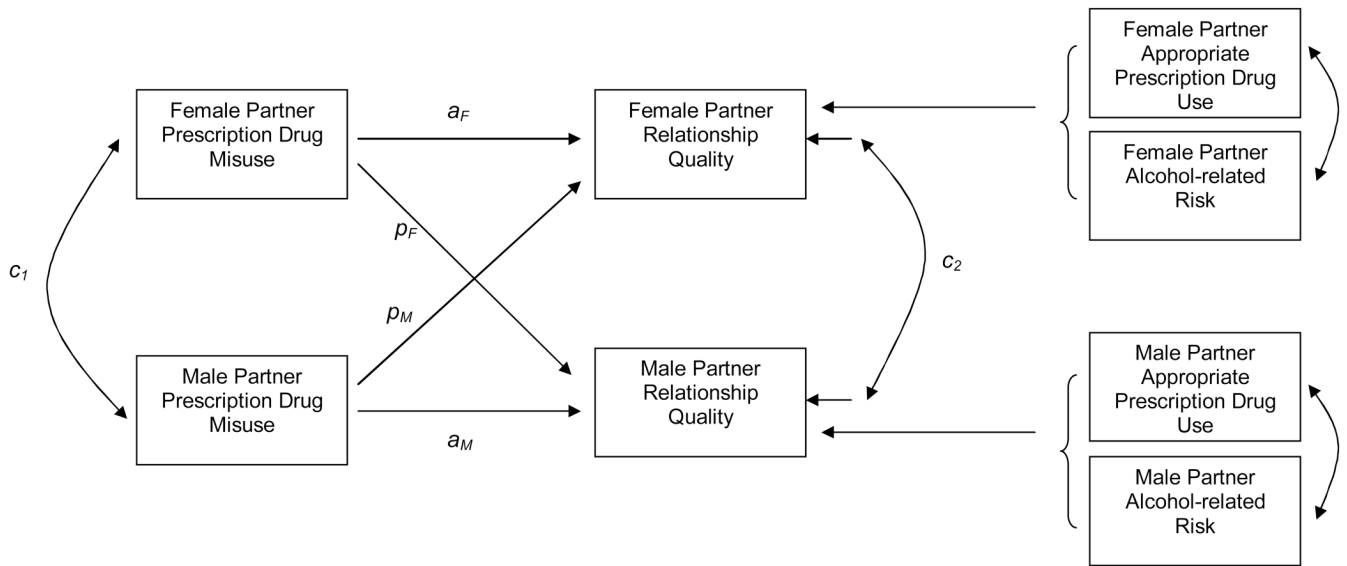 Female Partner
Prescription Drug
Misuse
a_F
Female Partner
Relationship
Quality
Female Partner
Appropriate
Prescription Drug
Use
Female Partner
Alcohol-related
Risk
p_F
c_1
c_2
p_M
Male Partner
Prescription Drug
Misuse
a_M
Male Partner
Relationship
Quality
Male Partner
Appropriate
Prescription Drug
Use
Male Partner
Alcohol-related
Risk